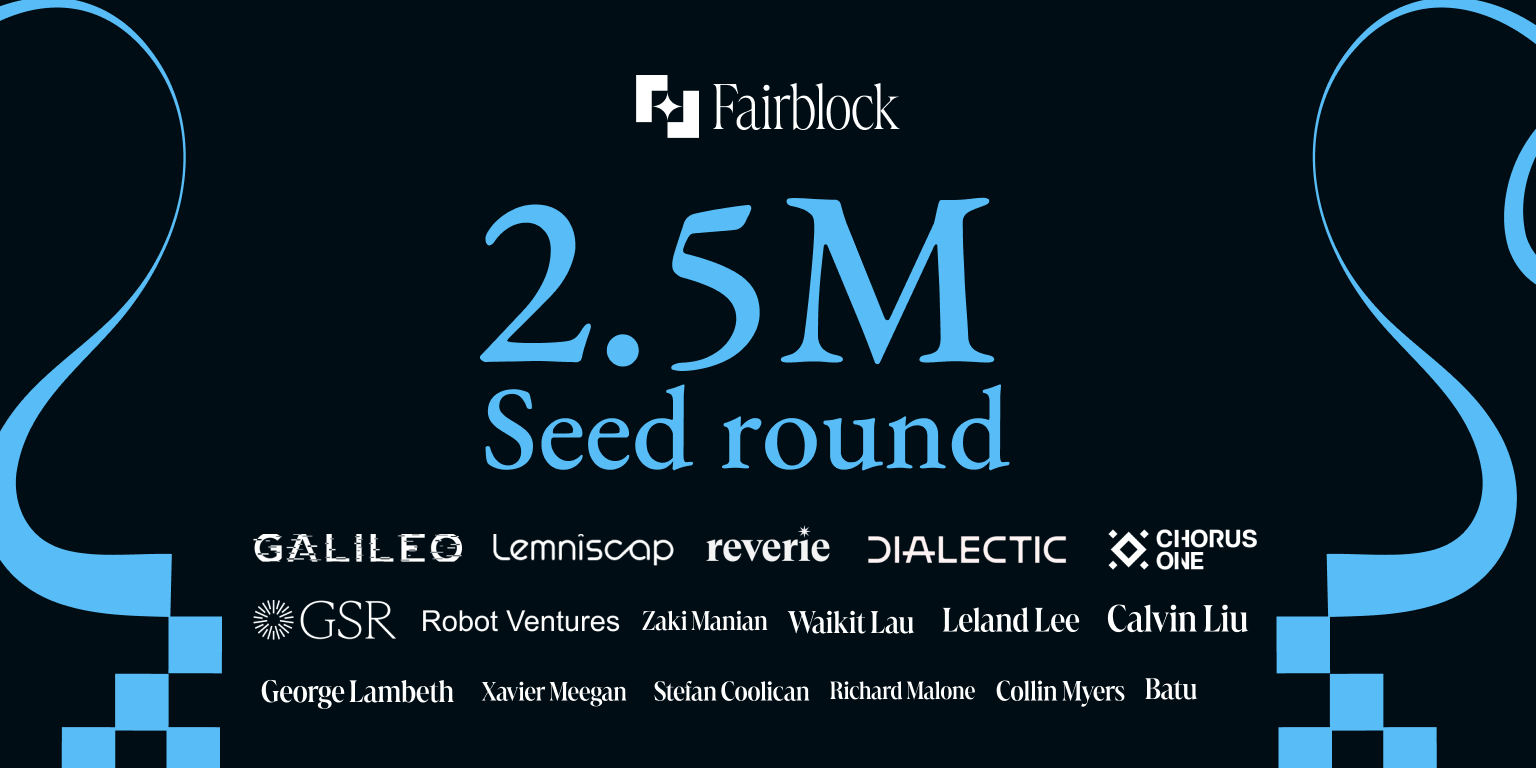 Fairblock
2.5M
Seed round
GALILEO Lemniscap reverie DIALECTIC CHORUS ONE
GSR Robot Ventures Zaki Manian Waikit Lau Leland Lee Calvin Liu
George Lambeth Xavier Meegan Stefan Coolican Richard Malone Collin Myers Batu